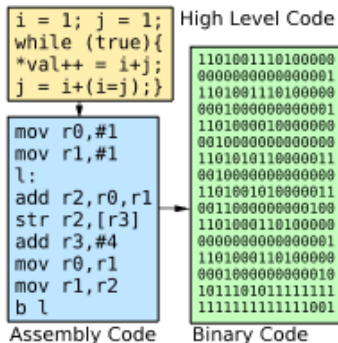 i = 1; j = 1;
while (true){
*val++ = i+j;
j = i+(i=j);}
High Level Code
mov r0,#1
mov r1,#1
l:
add r2,r0,r1
str r2,[r3]
add r3,#4
mov r0,r1
mov r1,r2
b l
Assembly Code
1101001110100000
0000000000000001
1101001110100000
0001000000000001
1101000010000000
0010000000000000
1101010110000011
0010000000000000
1101001010000011
0011000000000100
1101000110100000
0000000000000001
1101000110100000
0001000000000010
1011101011111111
1111111111111001
Binary Code